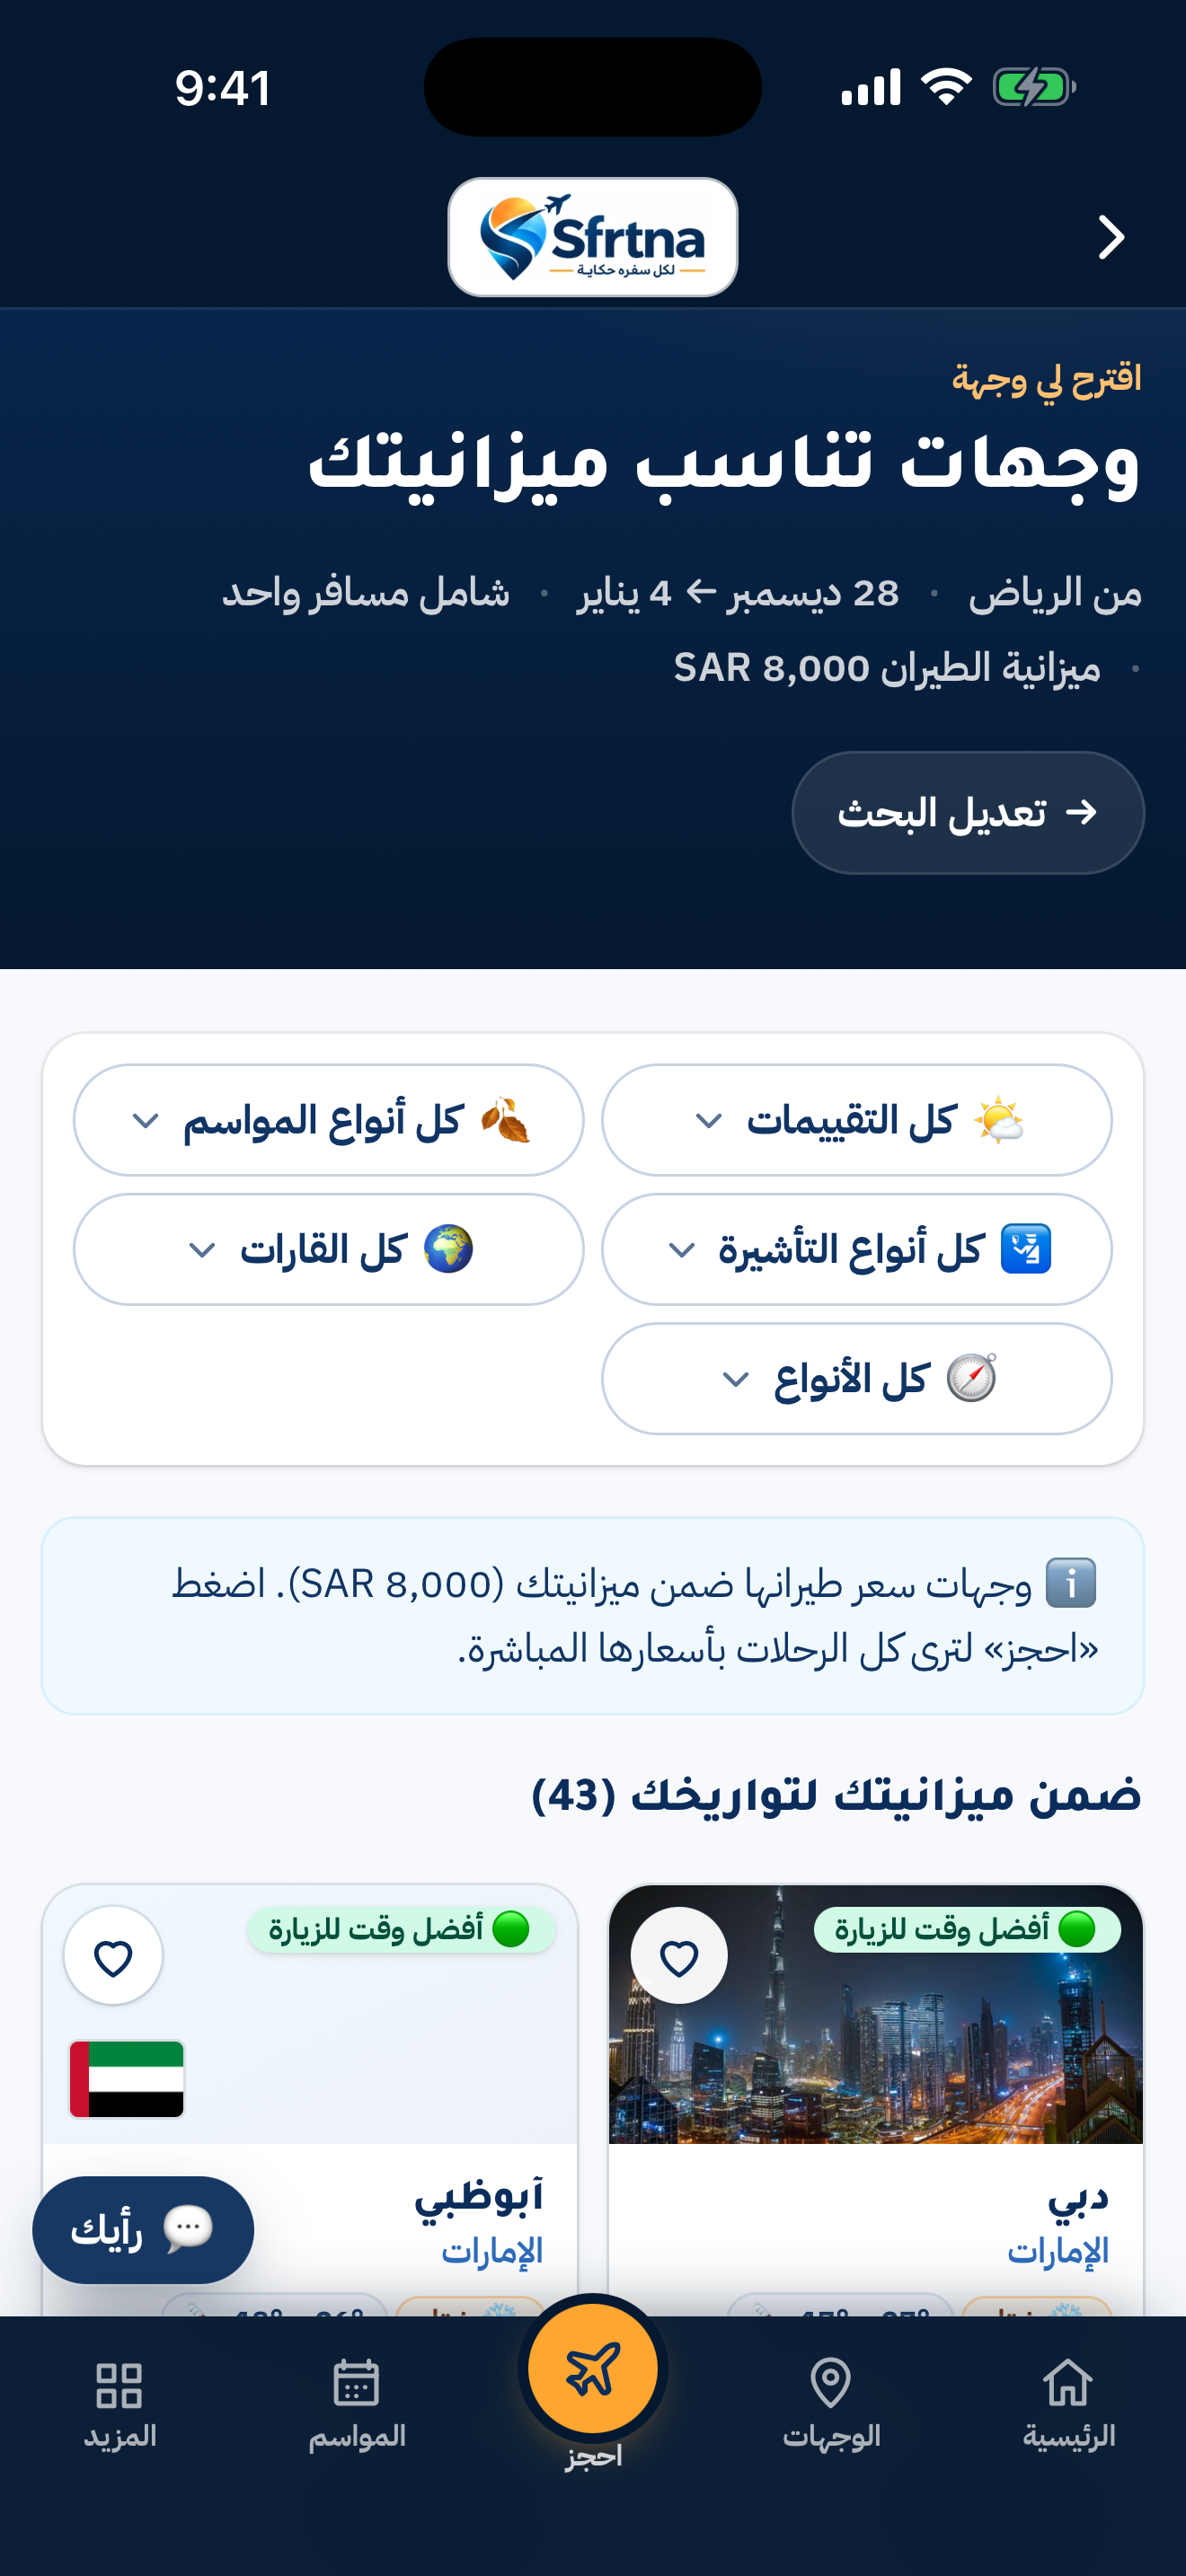 9:41
Sfrtna
لكل سفره حكاية
اقترح لي وجهة
وجهات تناسب ميزانيتك
من الرياض · 28 ديسمبر ← 4 يناير · شامل مسافر واحد
· ميزانية الطيران SAR 8,000
→ تعديل البحث
كل التقييمات
كل أنواع المواسم
كل أنواع التأشيرة
كل القارات
كل الأنواع
وجهات سعر طيرانها ضمن ميزانيتك (SAR 8,000). اضغط
«احجز» لترى كل الرحلات بأسعارها المباشرة.
ضمن ميزانيتك لتواريخك (43)
أفضل وقت للزيارة
أفضل وقت للزيارة
دبي
الإمارات
أبوظبي
الإمارات
رأيك
الرئيسية
الوجهات
احجز
المواسم
المزيد